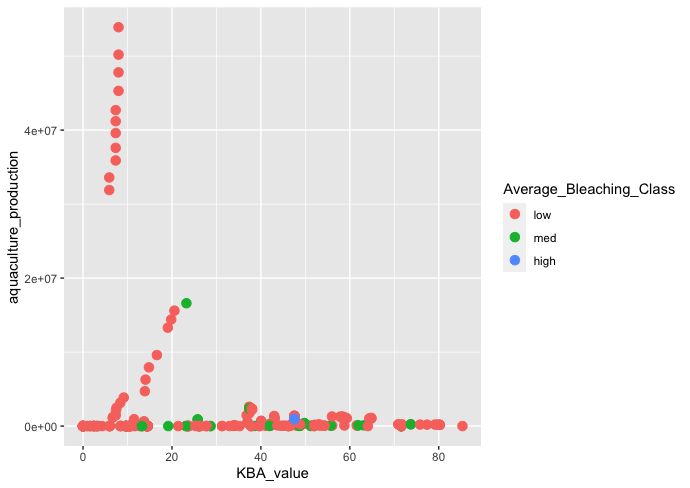 4e+07
2e+07
0e+00
aquaculture_production
0
20
40
60
80
KBA_value
Average_Bleaching_Class
low
med
high